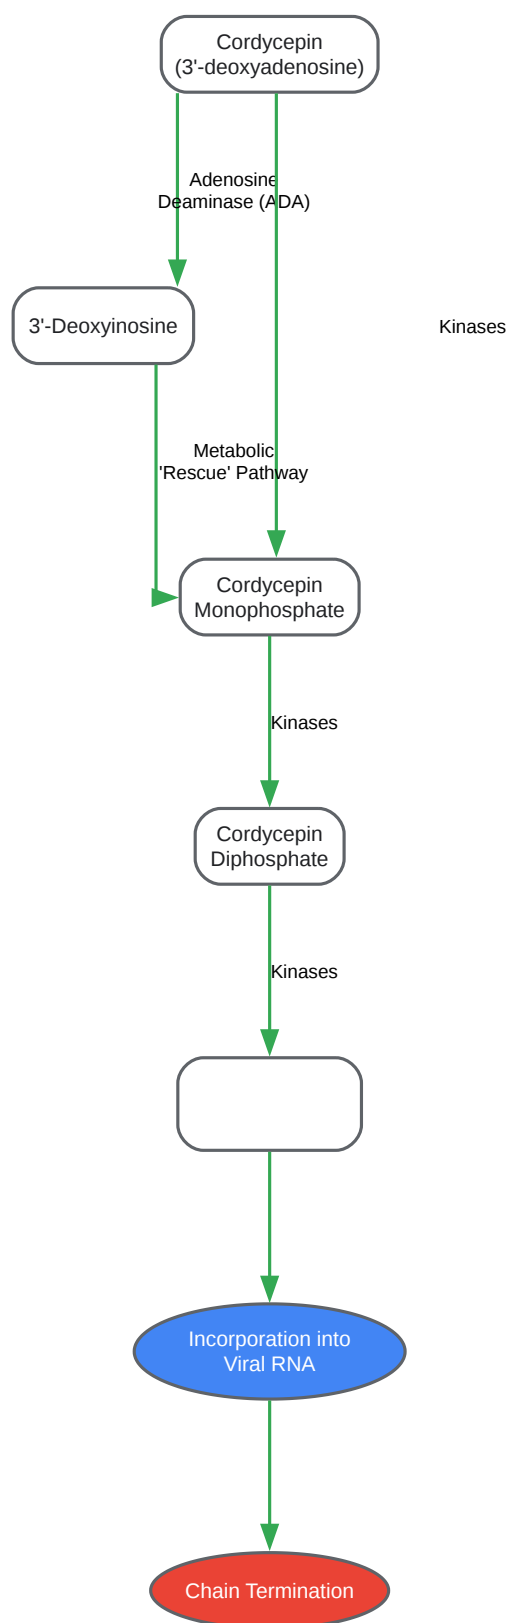 Cordycepin
(3'-deoxyadenosine)
Adenosine
Deaminase (ADA)
3'-Deoxyinosine
Kinases
Metabolic
'Rescue' Pathway
Cordycepin
Monophosphate
Kinases
Cordycepin
Diphosphate
Kinases
Incorporation into
Viral RNA
Chain Termination